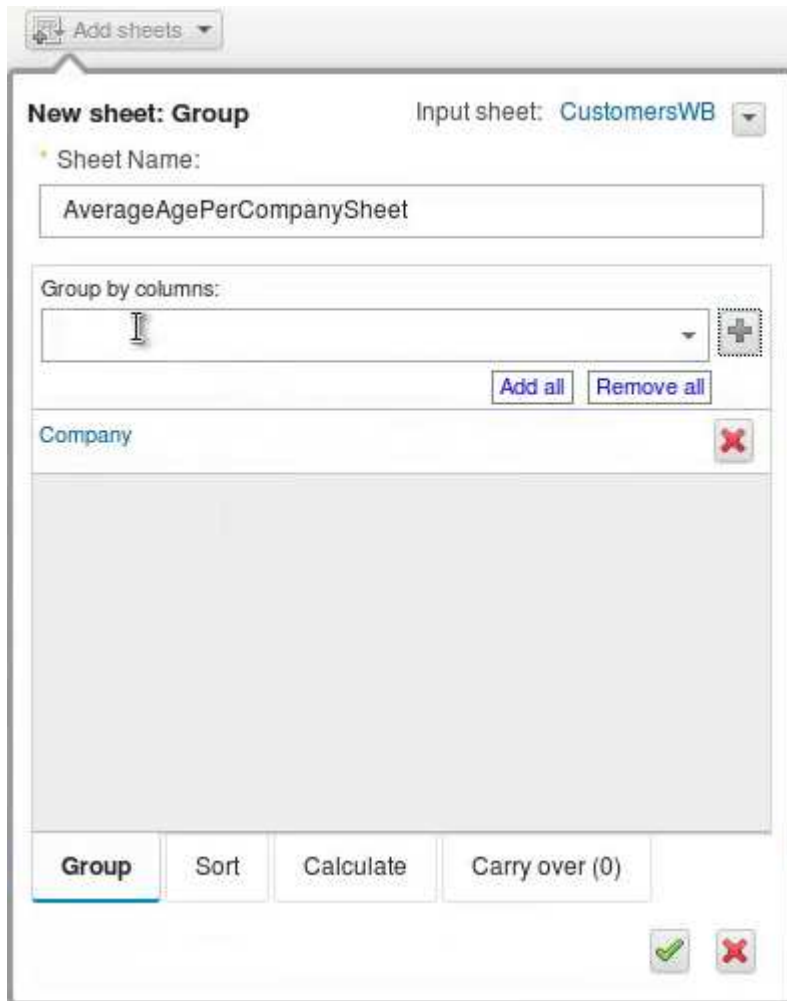 Add sheets
New sheet: Group Input sheet: CustomersWB
* Sheet Name:
AverageAgePerCompanySheet
Group by columns:
Add all Remove all
Company
Group Sort Calculate Carry over (0)